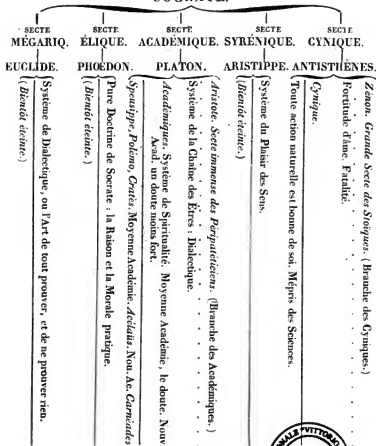 SECTE SECTE SECTE SECTE SECTE
MÉGARIQ. ÉLIQUE. ACADÉMIQUE. SYRÉNIQUE. CYNIQUE.
EUCLIDE. PHOEDON. PLATON. ARISTIPPE. ANTISTHÈNES.
Zénon. Grande Secte des Stoïques. (Branche des Cyniques.)
Fortitude d'âme. Fatalité.
Cynique.
Toute action naturelle est bonne de soi. Mépris des Sciences.
Système du Plaisir des Sens.
(Bientôt éteinte.)
Aristote. Secte immense des Péripatéticiens. (Branche des Académiques.)
Système de la Chaîne des Êtres : Dialectique.
Académiques. Système de Spiritualité. Moyenne Académie, le doute. Nouv.
Acad. un doute moins fort.
Speusippe, Polémo, Cratès. Moyenne Académie. Acélaüs. Nou. Ac. Carnéades
Pure Doctrine de Socrate : la Raison et la Morale pratique.
(Bientôt éteinte.)
Système de Dialectique, ou l'Art de tout prouver, et de ne prouver rien.
(Bientôt éteinte.)
VITTORIO